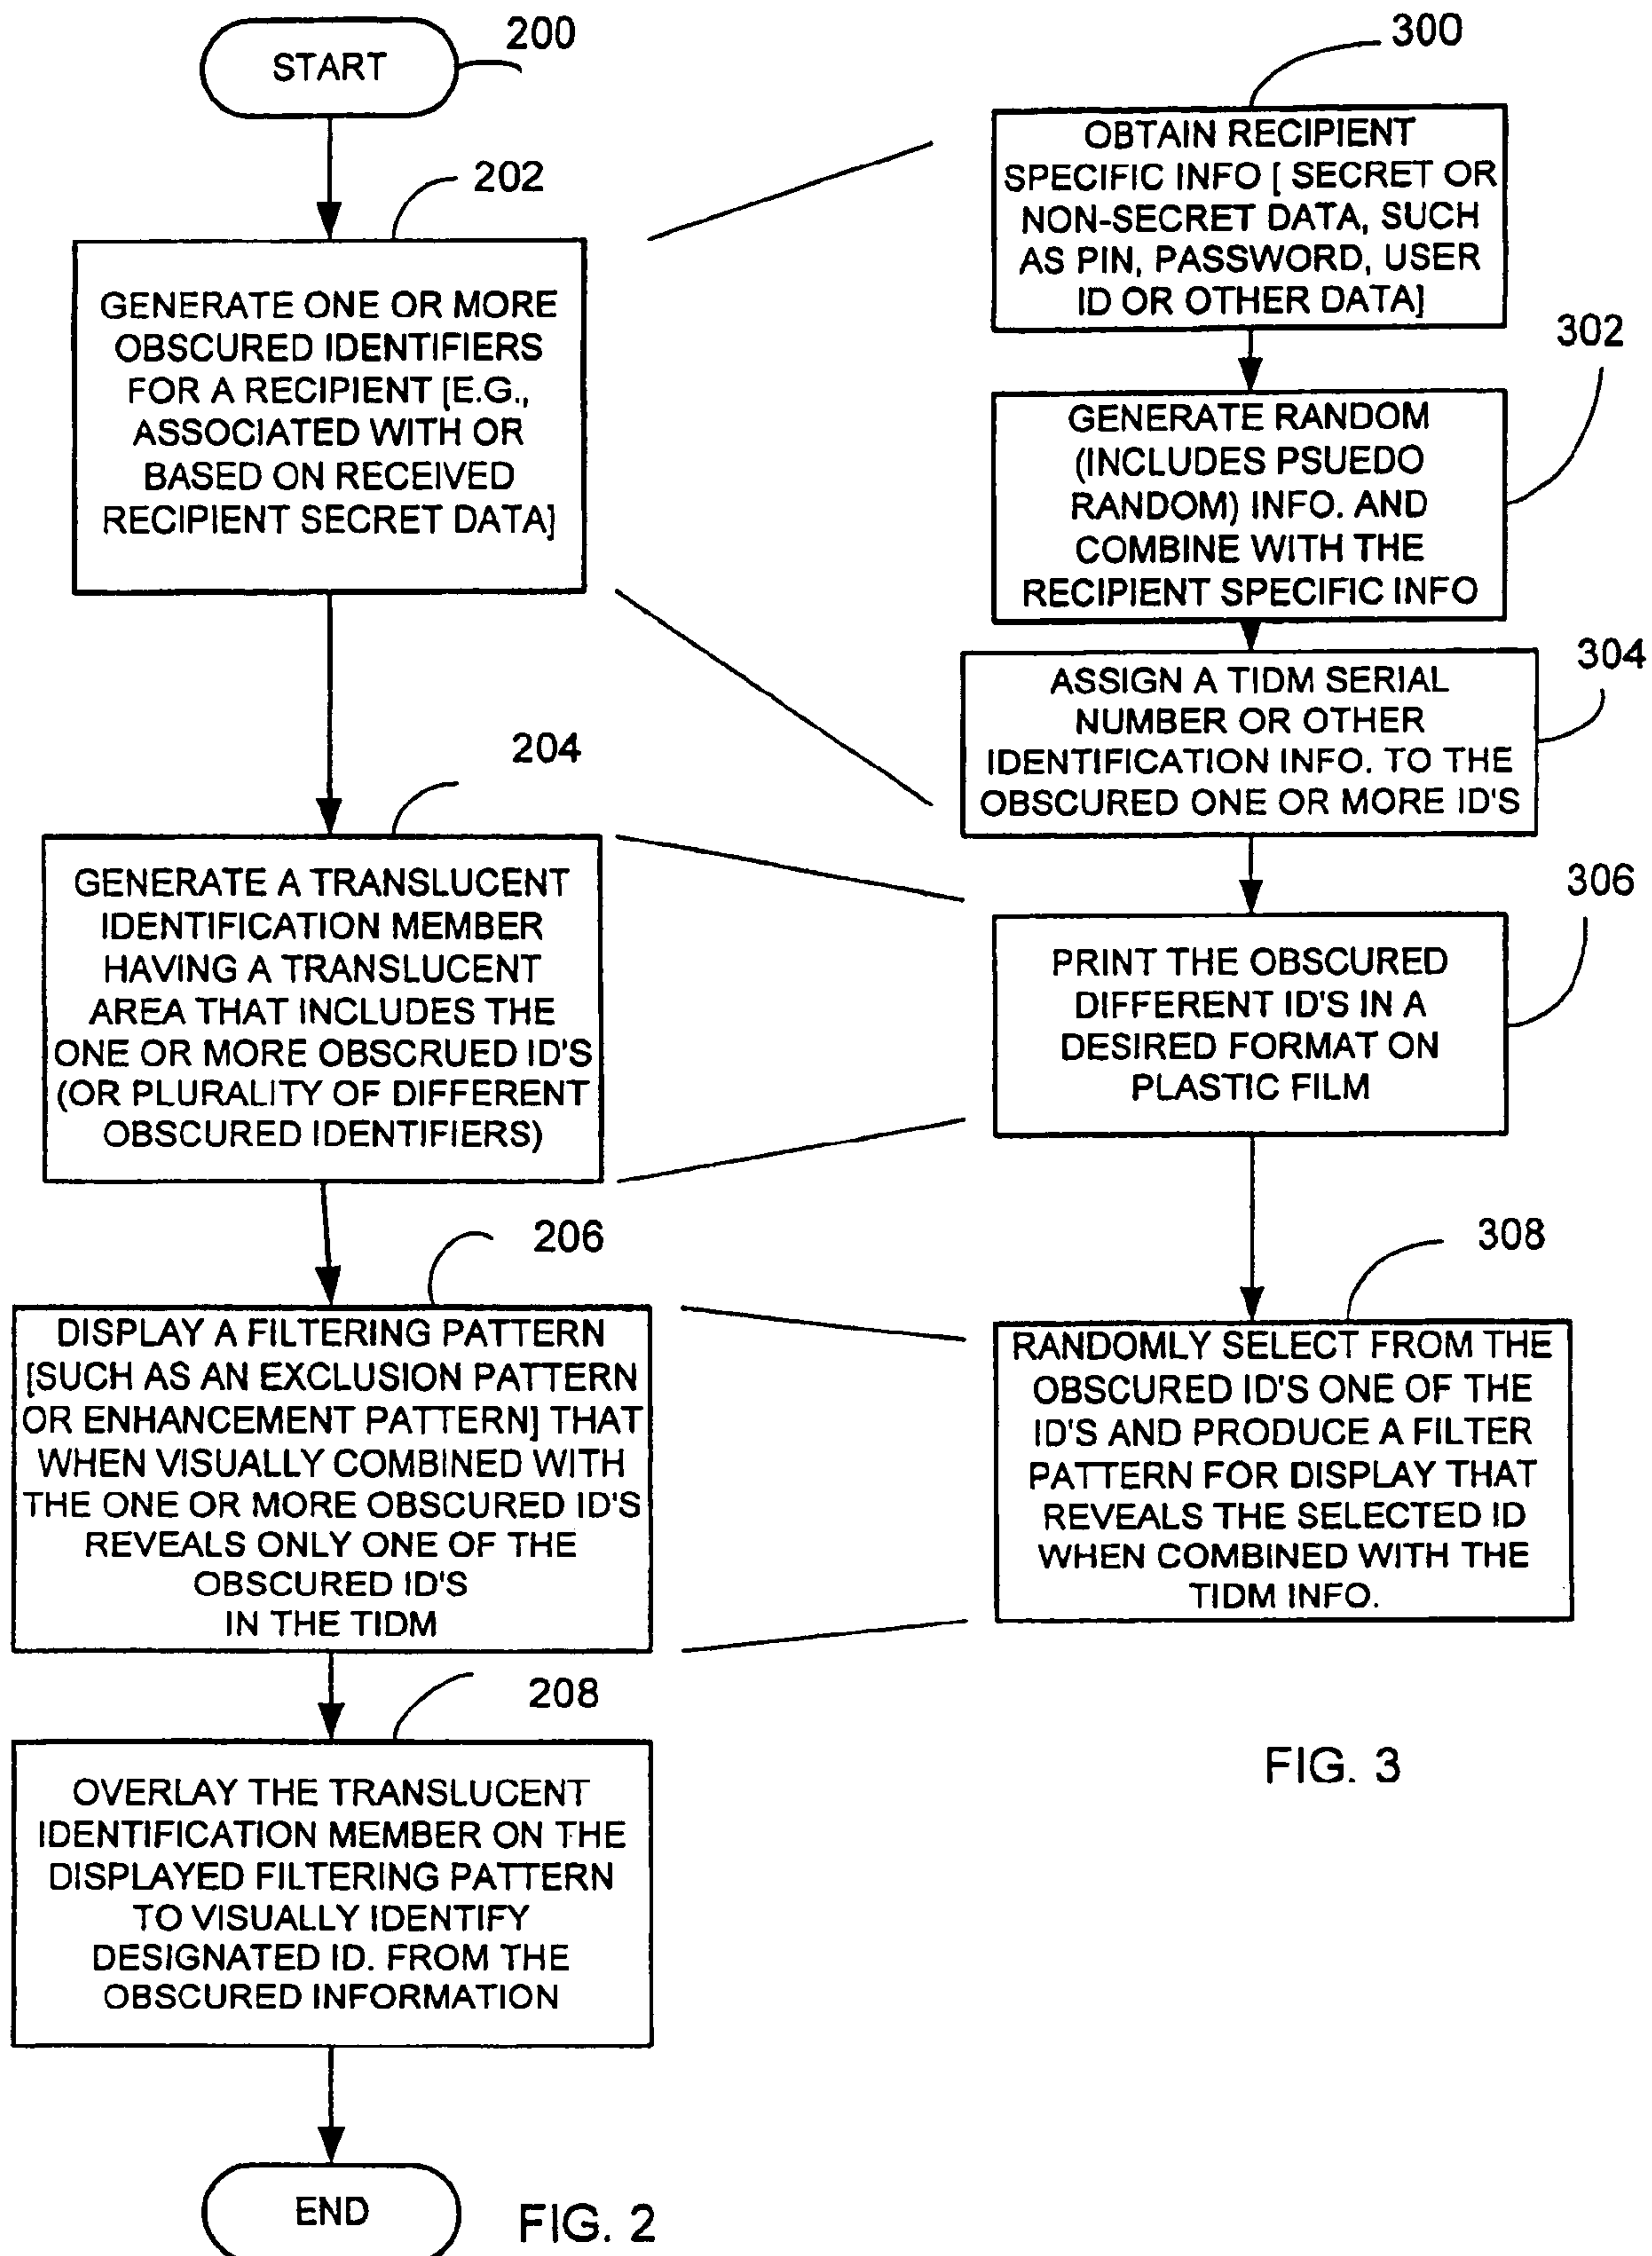 START
200
202
GENERATE ONE OR MORE
OBSCURED IDENTIFIERS
FOR A RECIPIENT [E.G.,
ASSOCIATED WITH OR
BASED ON RECEIVED
RECIPIENT SECRET DATA]
204
GENERATE A TRANSLUCENT
IDENTIFICATION MEMBER
HAVING A TRANSLUCENT
AREA THAT INCLUDES THE
ONE OR MORE OBSCRUED ID'S
(OR PLURALITY OF DIFFERENT
OBSCURED IDENTIFIERS)
206
DISPLAY A FILTERING PATTERN
[SUCH AS AN EXCLUSION PATTERN
OR ENHANCEMENT PATTERN] THAT
WHEN VISUALLY COMBINED WITH
THE ONE OR MORE OBSCURED ID'S
REVEALS ONLY ONE OF THE
OBSCURED ID'S
IN THE TIDM
208
OVERLAY THE TRANSLUCENT
IDENTIFICATION MEMBER ON THE
DISPLAYED FILTERING PATTERN
TO VISUALLY IDENTIFY
DESIGNATED ID. FROM THE
OBSCURED INFORMATION
END
FIG. 2
300
OBTAIN RECIPIENT
SPECIFIC INFO [ SECRET OR
NON-SECRET DATA, SUCH
AS PIN, PASSWORD, USER
ID OR OTHER DATA]
302
GENERATE RANDOM
(INCLUDES PSUEDO
RANDOM) INFO. AND
COMBINE WITH THE
RECIPIENT SPECIFIC INFO
304
ASSIGN A TIDM SERIAL
NUMBER OR OTHER
IDENTIFICATION INFO. TO THE
OBSCURED ONE OR MORE ID'S
306
PRINT THE OBSCURED
DIFFERENT ID'S IN A
DESIRED FORMAT ON
PLASTIC FILM
308
RANDOMLY SELECT FROM THE
OBSCURED ID'S ONE OF THE
ID'S AND PRODUCE A FILTER
PATTERN FOR DISPLAY THAT
REVEALS THE SELECTED ID
WHEN COMBINED WITH THE
TIDM INFO.
FIG. 3